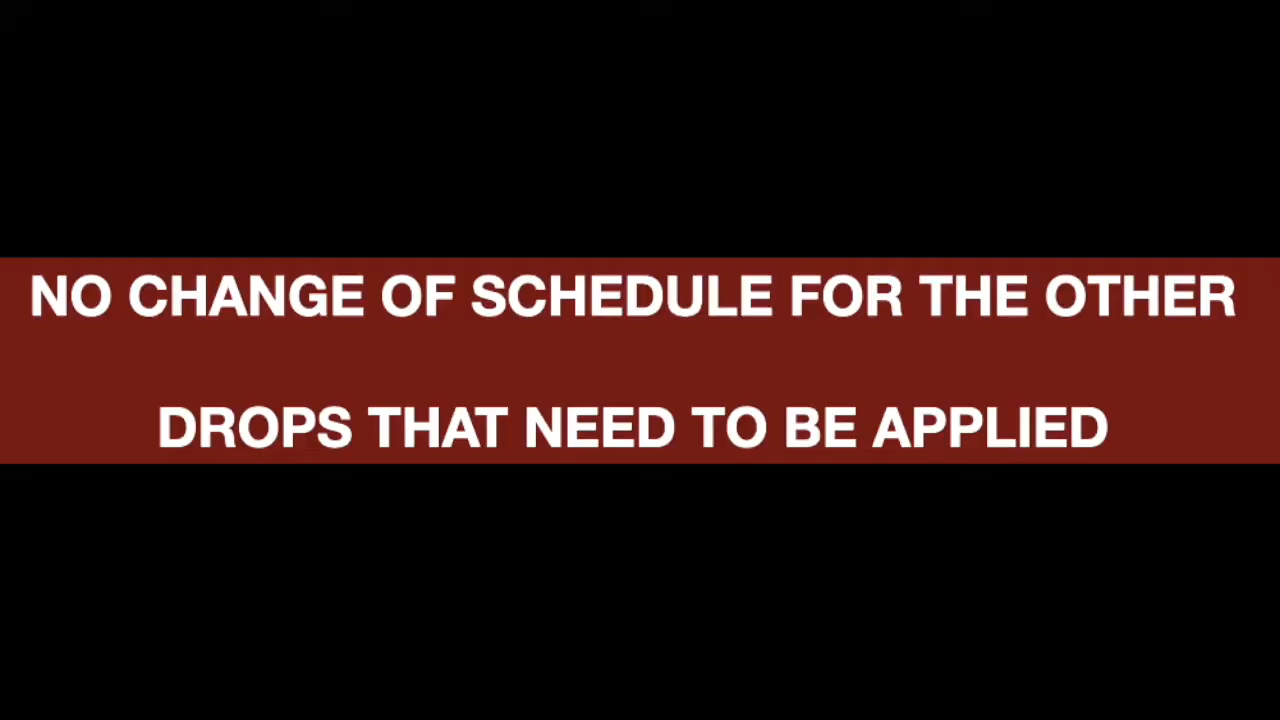 NO CHANGE OF SCHEDULE FOR THE OTHER
DROPS THAT NEED TO BE APPLIED